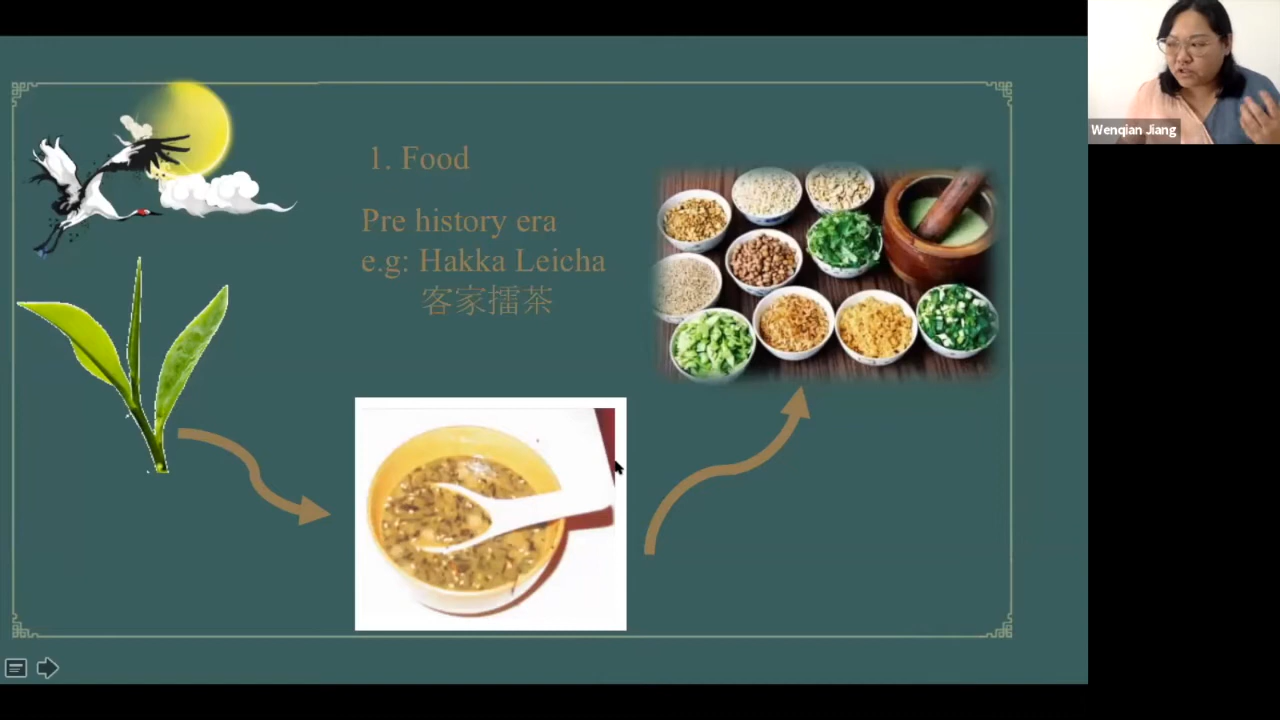 1. Food
Pre history era
e.g: Hakka Leicha
客家擂茶
Wenqian Jiang